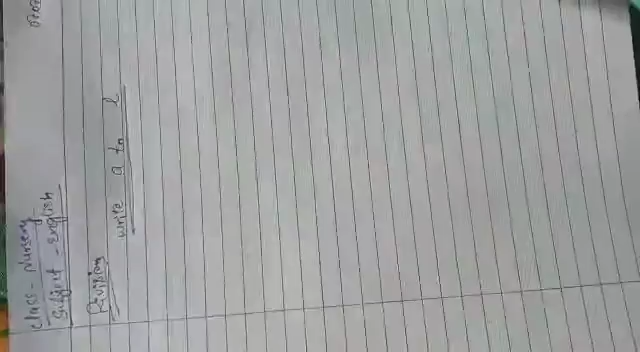 Class - Nursery
Subject - English
Revision
write a to l